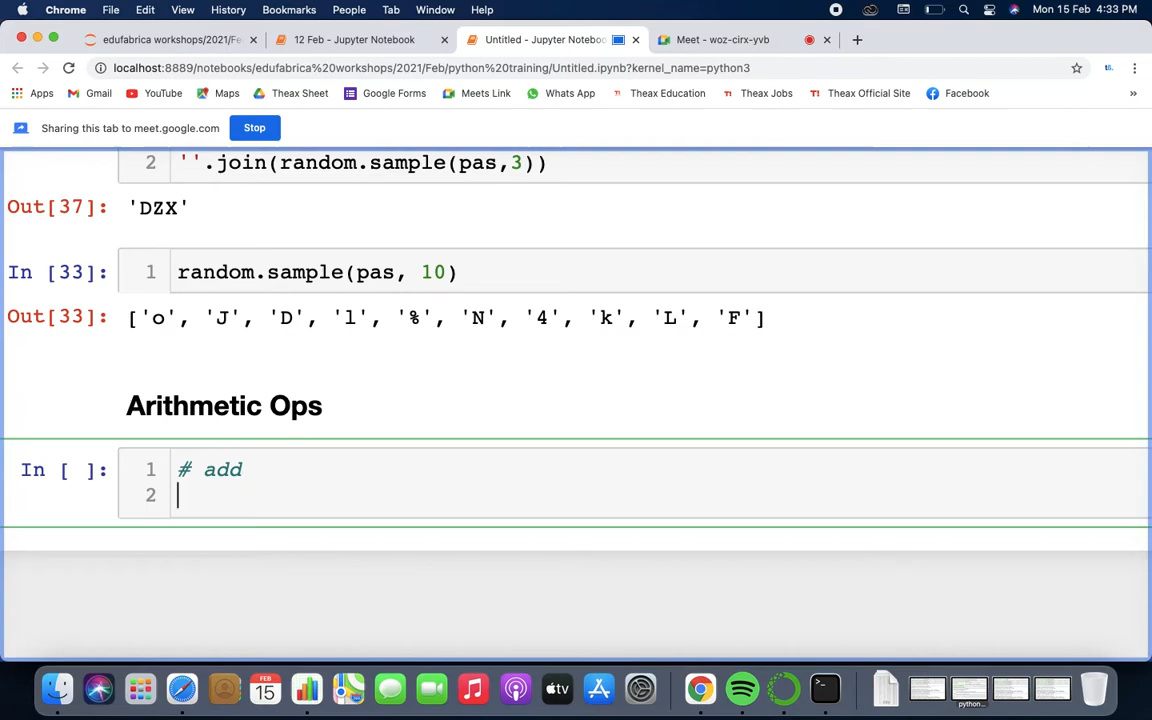 Chrome File Edit View History Bookmarks People Tab Window Help Mon 15 Feb 4:33 PM
edufabrica workshops/2021/Fe 12 Feb - Jupyter Notebook Untitled - Jupyter Noteboo Meet - woz-cirx-yvb
localhost:8889/notebooks/edufabrica%20workshops/2021/Feb/python%20training/Untitled.ipynb?kernel_name=python3
Apps Gmail YouTube Maps Theax Sheet Google Forms Meets Link Whats App Theax Education Theax Jobs Theax Official Site Facebook »
Sharing this tab to meet.google.com Stop
2 ''.join(random.sample(pas,3))
Out[37]: 'DZX'
In [33]: 1 random.sample(pas, 10)
Out[33]: ['o', 'J', 'D', 'l', '%', 'N', '4', 'k', 'L', 'F']
Arithmetic Ops
In [ ]: 1 # add
2
FEB
15
tv
python...